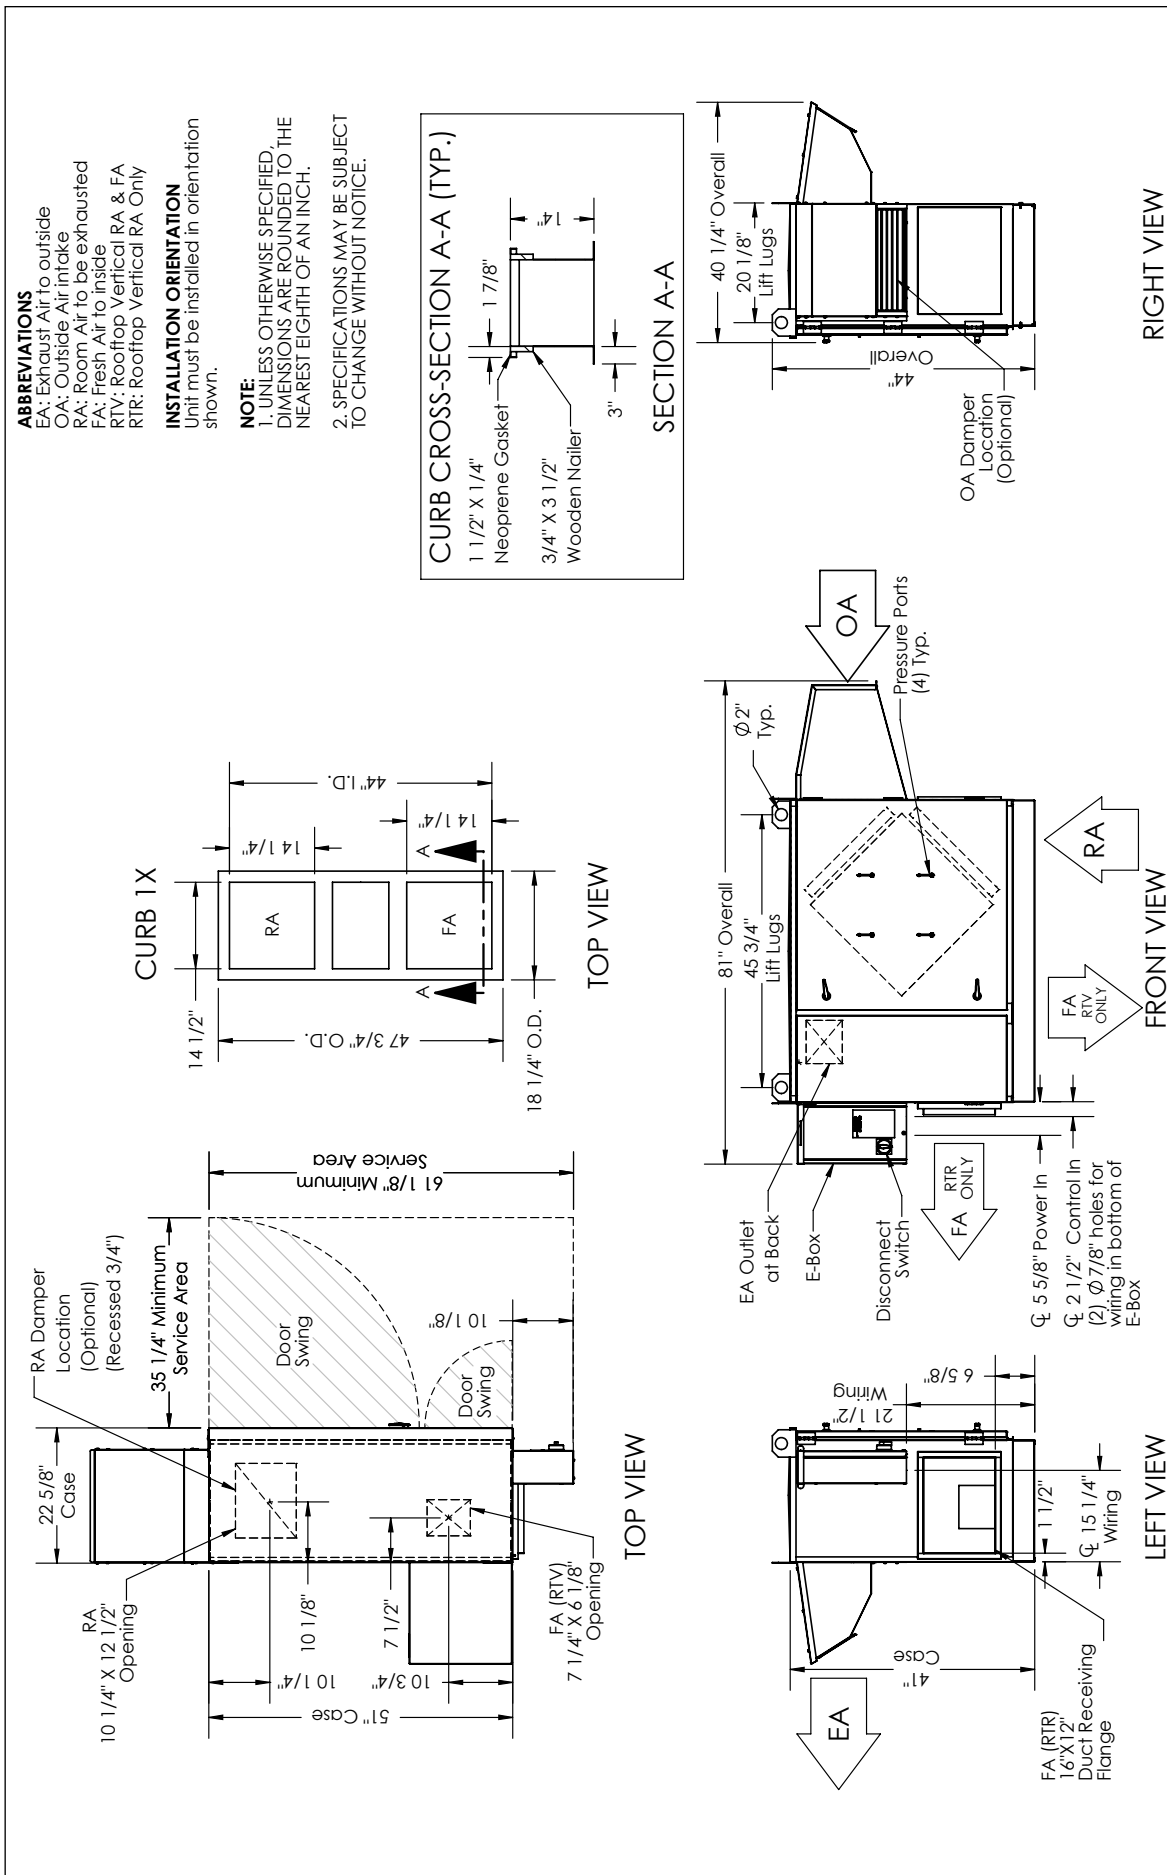 ABBREVIATIONS
EA: Exhaust Air to outside
OA: Outside Air intake
RA: Room Air to be exhausted
FA: Fresh Air to inside
RTV: Rooftop Vertical RA & FA
RTR: Rooftop Vertical RA Only
INSTALLATION ORIENTATION
Unit must be installed in orientation
shown.
NOTE:
1. UNLESS OTHERWISE SPECIFIED,
DIMENSIONS ARE ROUNDED TO THE
NEAREST EIGHTH OF AN INCH.
2. SPECIFICATIONS MAY BE SUBJECT
TO CHANGE WITHOUT NOTICE.
CURB CROSS-SECTION A-A (TYP.)
1 1/2" X 1/4"
Neoprene Gasket
3/4" X 3 1/2"
Wooden Nailer
1 7/8"
14"
3"
SECTION A-A
CURB 1X
14 1/2"
14 1/4"
44" I.D.
14 1/4"
47 3/4" O.D.
18 1/4" O.D.
RA
FA
A
A
TOP VIEW
RA Damper
Location
(Optional)
(Recessed 3/4")
35 1/4" Minimum
Service Area
61 1/8" Minimum
Service Area
22 5/8"
Case
RA
10 1/4" X 12 1/2"
Opening
Door
Swing
Door
Swing
10 1/8"
10 1/8"
7 1/2"
10 1/4"
10 3/4"
51" Case
FA (RTV)
7 1/4" X 6 1/8"
Opening
TOP VIEW
EA
41"
Case
FA (RTR)
16"X12"
Duct Receiving
Flange
21 1/2"
Wiring
6 5/8"
1 1/2"
℄ 15 1/4"
Wiring
LEFT VIEW
81" Overall
45 3/4"
Lift Lugs
Ø 2"
Typ.
OA
EA Outlet
at Back
E-Box
Disconnect
Switch
Pressure Ports
(4) Typ.
RTR
FA ONLY
FA
RTV
ONLY
RA
℄ 5 5/8" Power In
℄ 2 1/2" Control In
(2) Ø 7/8" holes for
wiring in bottom of
E-Box
FRONT VIEW
40 1/4" Overall
20 1/8"
Lift Lugs
44"
Overall
OA Damper
Location
(Optional)
RIGHT VIEW